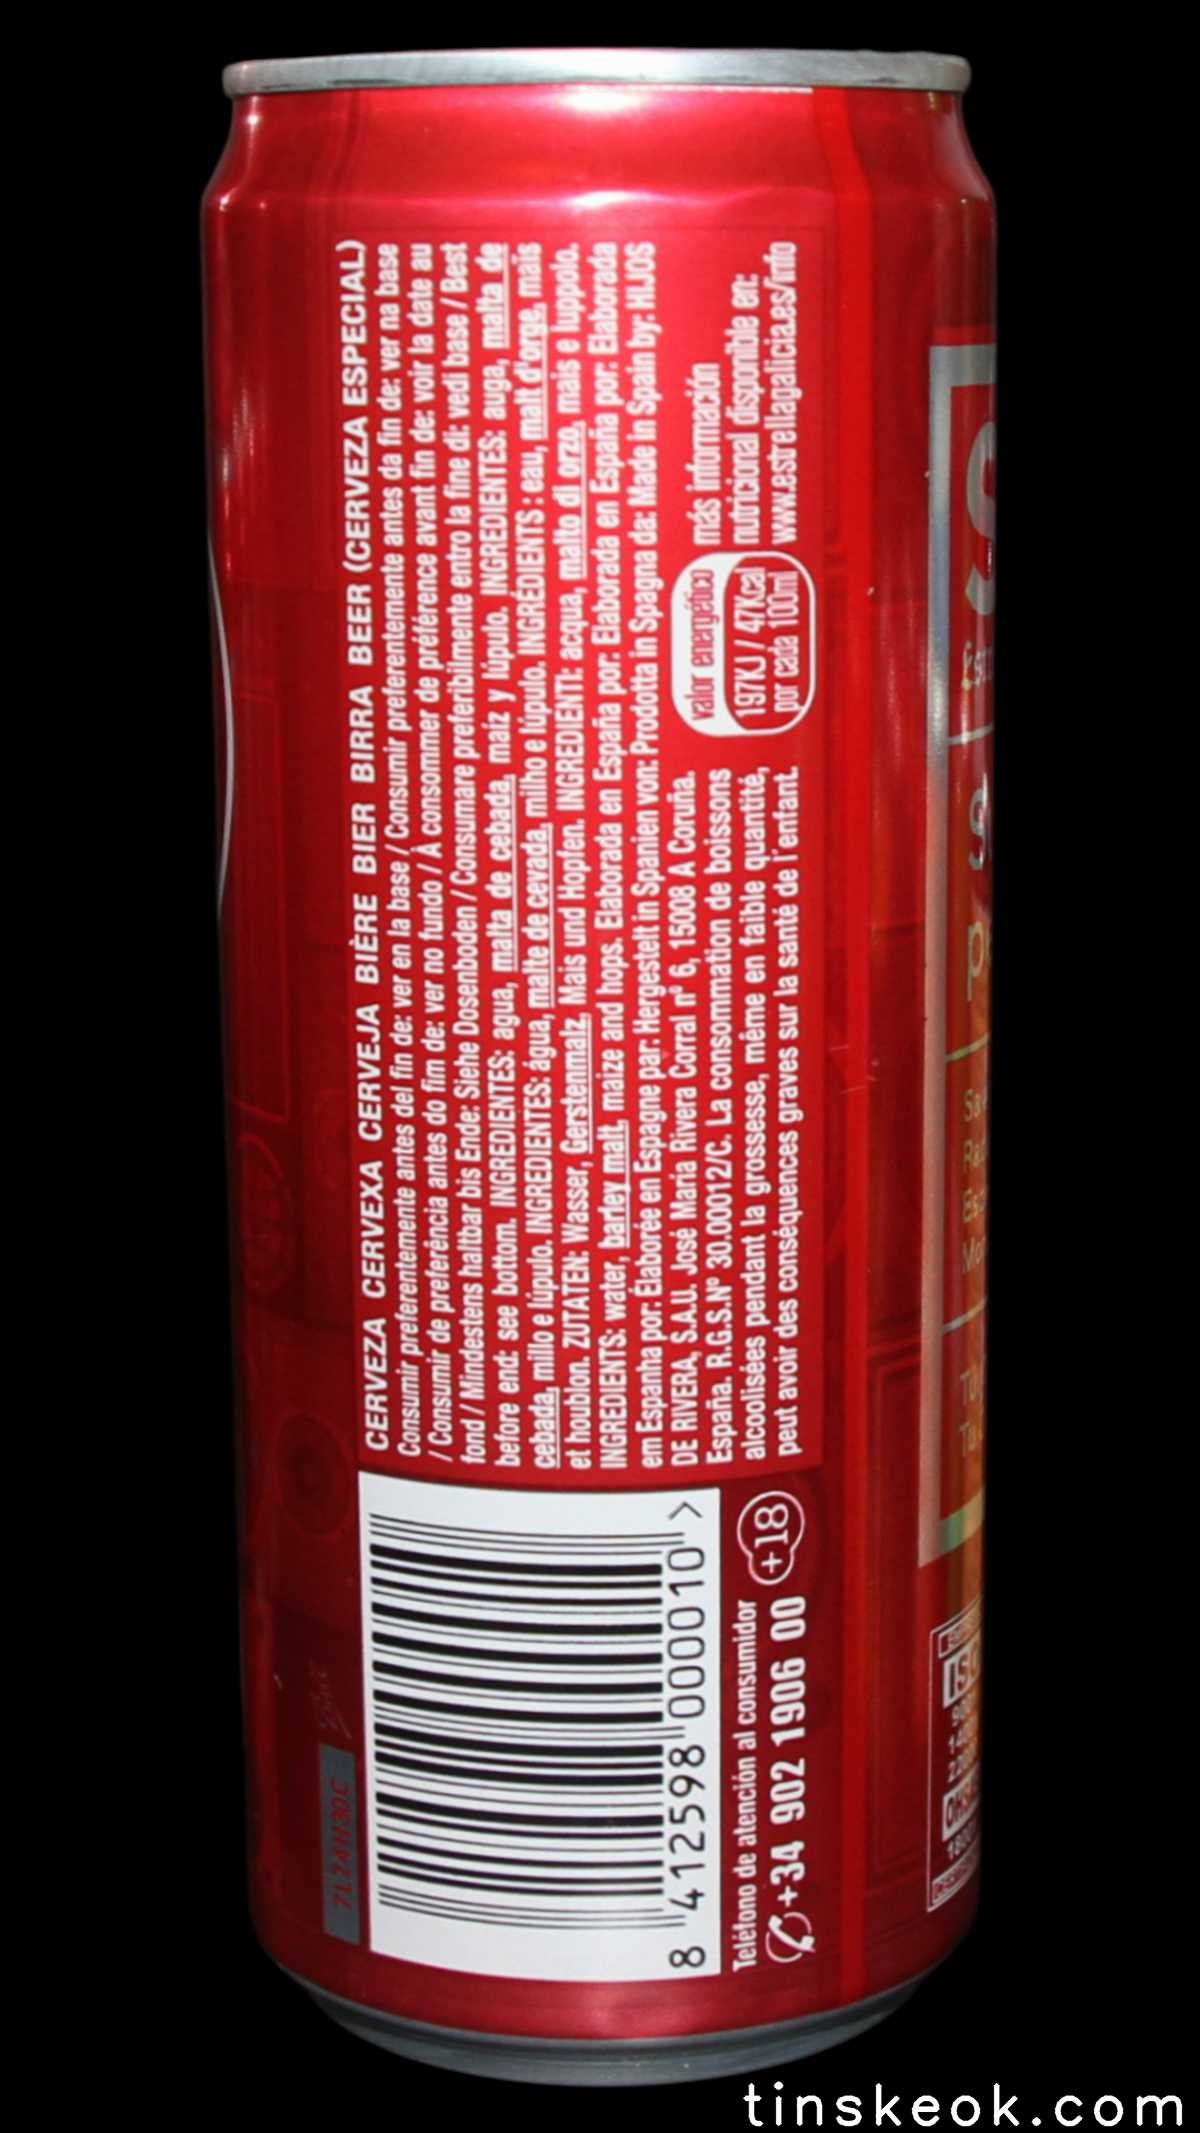 CERVEZA CERVEXA CERVEJA BIÈRE BIER BIRRA BEER (CERVEZA ESPECIAL)
Consumir preferentemente antes del fin de: ver en la base / Consumir preferentemente antes da fin de: ver na base
/ Consumir de preferência antes do fim de: ver no fundo / À consommer de préférence avant fin de: voir la date au
fond / Mindestens haltbar bis Ende: Siehe Dosenboden / Consumare preferibilmente entro la fine di: vedi base / Best
before end: see bottom. INGREDIENTES: agua, malta de cebada, maíz y lúpulo. INGREDIENTES: auga, malta de
cebada, millo e lúpulo. INGREDIENTES: água, malte de cevada, milho e lúpulo. INGRÉDIENTS : eau, malt d'orge, maïs
et houblon. ZUTATEN: Wasser, Gerstenmalz, Mais und Hopfen. INGREDIENTI: acqua, malto di orzo, mais e luppolo.
INGREDIENTS: water, barley malt, maize and hops. Elaborada en España por: Elaborada en España por: Elaborada
em Espanha por: Élaborée en Espagne par: Hergestelt in Spanien von: Prodotta in Spagna da: Made in Spain by: HIJOS
DE RIVERA, S.A.U. José María Rivera Corral nº 6, 15008 A Coruña.
España. R.G.S.Nº 30.00012/C. La consommation de boissons
alcoolisées pendant la grossesse, même en faible quantité,
peut avoir des conséquences graves sur la santé de l'enfant.
valor energético
197KJ / 47Kcal
por cada 100ml
más información
nutricional disponible en:
www.estrellagalicia.es/info
8 412598 000010 >
Teléfono de atención al consumidor
+34 902 1906 00
+18
7L74H30C
ISO
tinskeok.com